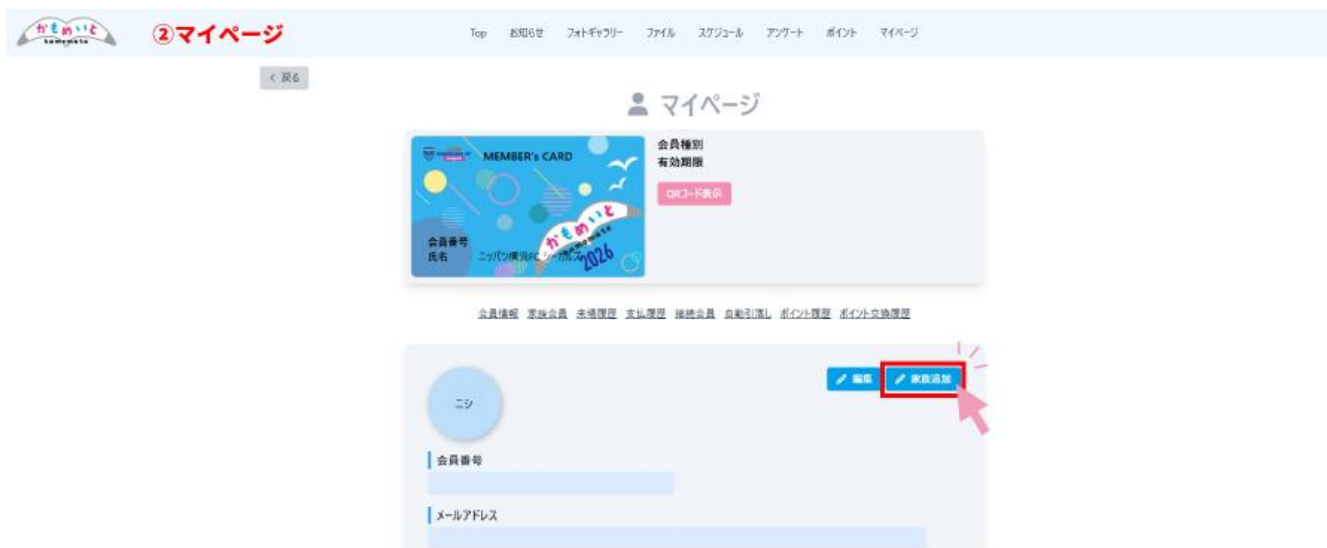 かもめいと
kamomate
②マイページ
Top お知らせ フォトギャラリー ファイル スケジュール アンケート ポイント マイページ
< 戻る
マイページ
MEMBER's CARD
会員番号
氏名 ニッパツ横浜FCシーガルズ
かもめいと
kamomate
2026
会員種別
有効期限
QRコード表示
会員情報 家族会員 来場履歴 支払履歴 継続会員 自動引落し ポイント履歴 ポイント交換履歴
編集 家族追加
ニシ
会員番号
メールアドレス